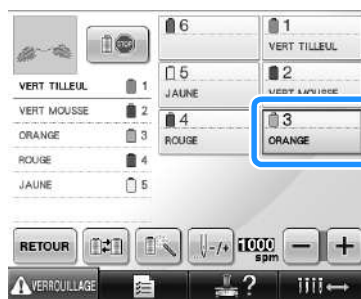 6
1
VERT TILLEUL
5
JAUNE
2
VERT MOUSSE
4
ROUGE
3
ORANGE
VERT TILLEUL 1
VERT MOUSSE 2
ORANGE 3
ROUGE 4
JAUNE 5
RETOUR
-/+
1000
spm
- +
VERROUILLAGE
?